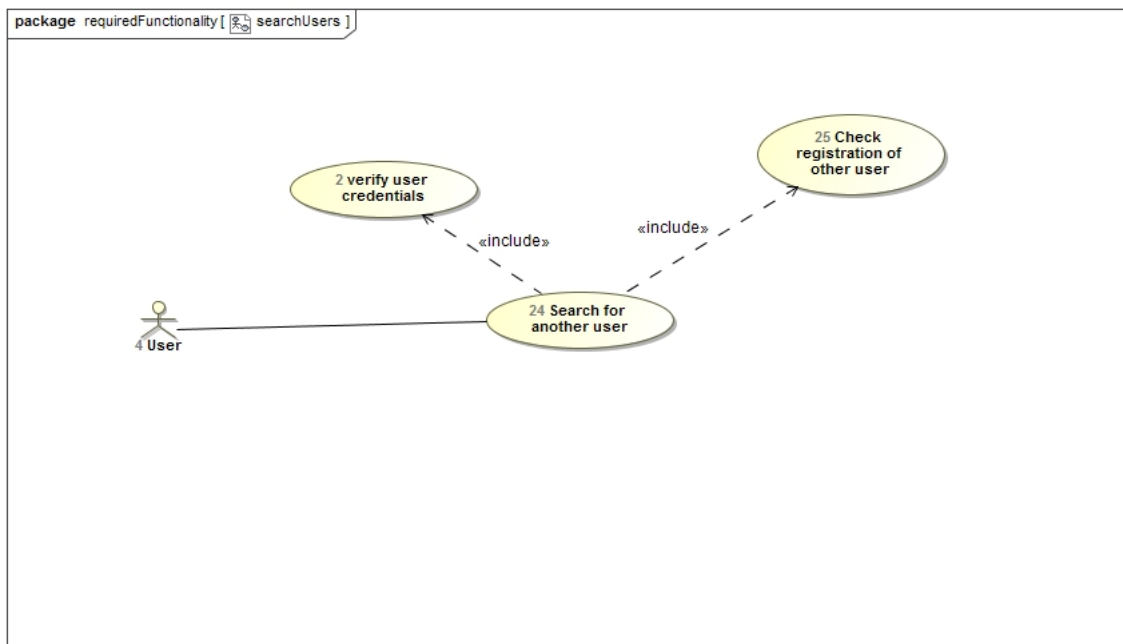 package requiredFunctionality [ searchUsers ]
25 Check
registration of
other user
2 verify user
credentials
«include»
«include»
24 Search for
another user
4 User